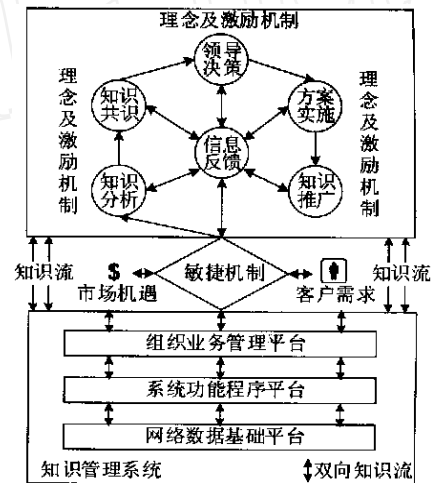 理念及激励机制
领导
决策
理念及激励机制
知识
共识
方案
实施
理念及激励机制
信息
反馈
知识
分析
知识
推广
知识流
$
敏捷机制
知识流
市场机遇
客户需求
组织业务管理平台
系统功能程序平台
网络数据基础平台
知识管理系统
双向知识流